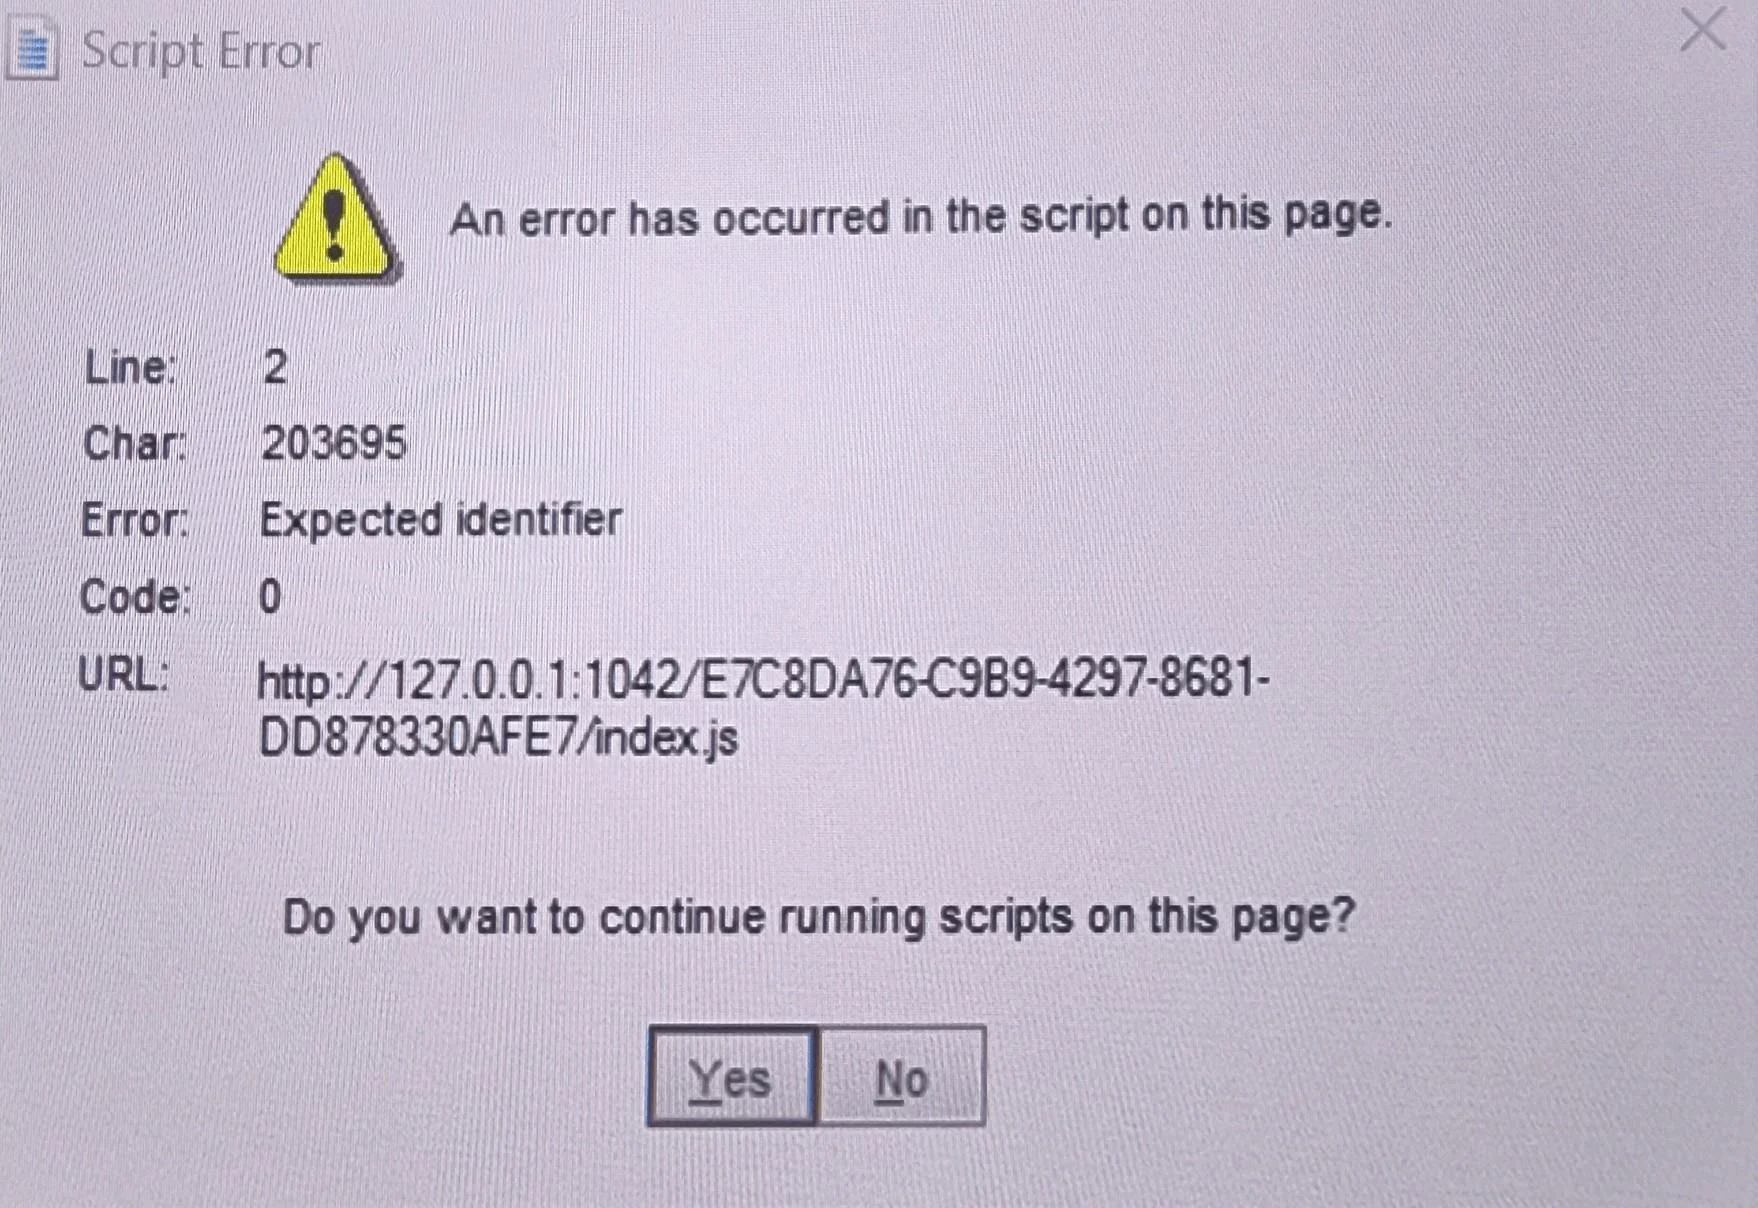 Script Error
An error has occurred in the script on this page.
Line: 2
Char: 203695
Error: Expected identifier
Code: 0
URL: http://127.0.0.1:1042/E7C8DA76-C9B9-4297-8681-
DD878330AFE7/index.js
Do you want to continue running scripts on this page?
Yes No